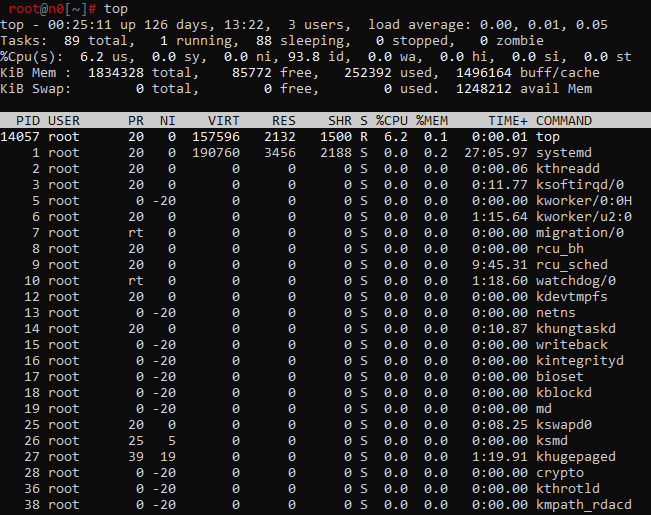 root@n0[~]# top
top - 00:25:11 up 126 days, 13:22,  3 users,  load average: 0.00, 0.01, 0.05
Tasks:  89 total,   1 running,  88 sleeping,   0 stopped,   0 zombie
%Cpu(s):  6.2 us,  0.0 sy,  0.0 ni, 93.8 id,  0.0 wa,  0.0 hi,  0.0 si,  0.0 st
KiB Mem :  1834328 total,    85772 free,   252392 used,  1496164 buff/cache
KiB Swap:        0 total,        0 free,        0 used.  1248212 avail Mem
PID USER      PR  NI    VIRT    RES    SHR S %CPU %MEM     TIME+ COMMAND
14057 root      20   0  157596   2132   1500 R  6.2  0.1   0:00.01 top
1 root      20   0  190760   3456   2188 S  0.0  0.2  27:05.97 systemd
2 root      20   0       0      0      0 S  0.0  0.0   0:00.06 kthreadd
3 root      20   0       0      0      0 S  0.0  0.0   0:11.77 ksoftirqd/0
5 root       0 -20       0      0      0 S  0.0  0.0   0:00.00 kworker/0:0H
6 root      20   0       0      0      0 S  0.0  0.0   1:15.64 kworker/u2:0
7 root      rt   0       0      0      0 S  0.0  0.0   0:00.00 migration/0
8 root      20   0       0      0      0 S  0.0  0.0   0:00.00 rcu_bh
9 root      20   0       0      0      0 S  0.0  0.0   9:45.31 rcu_sched
10 root      rt   0       0      0      0 S  0.0  0.0   1:18.60 watchdog/0
12 root      20   0       0      0      0 S  0.0  0.0   0:00.00 kdevtmpfs
13 root       0 -20       0      0      0 S  0.0  0.0   0:00.00 netns
14 root      20   0       0      0      0 S  0.0  0.0   0:10.87 khungtaskd
15 root       0 -20       0      0      0 S  0.0  0.0   0:00.00 writeback
16 root       0 -20       0      0      0 S  0.0  0.0   0:00.00 kintegrityd
17 root       0 -20       0      0      0 S  0.0  0.0   0:00.00 bioset
18 root       0 -20       0      0      0 S  0.0  0.0   0:00.00 kblockd
19 root       0 -20       0      0      0 S  0.0  0.0   0:00.00 md
25 root      20   0       0      0      0 S  0.0  0.0   0:08.25 kswapd0
26 root      25   5       0      0      0 S  0.0  0.0   0:00.00 ksmd
27 root      39  19       0      0      0 S  0.0  0.0   1:19.91 khugepaged
28 root       0 -20       0      0      0 S  0.0  0.0   0:00.00 crypto
36 root       0 -20       0      0      0 S  0.0  0.0   0:00.00 kthrotld
38 root       0 -20       0      0      0 S  0.0  0.0   0:00.00 kmpath_rdacd